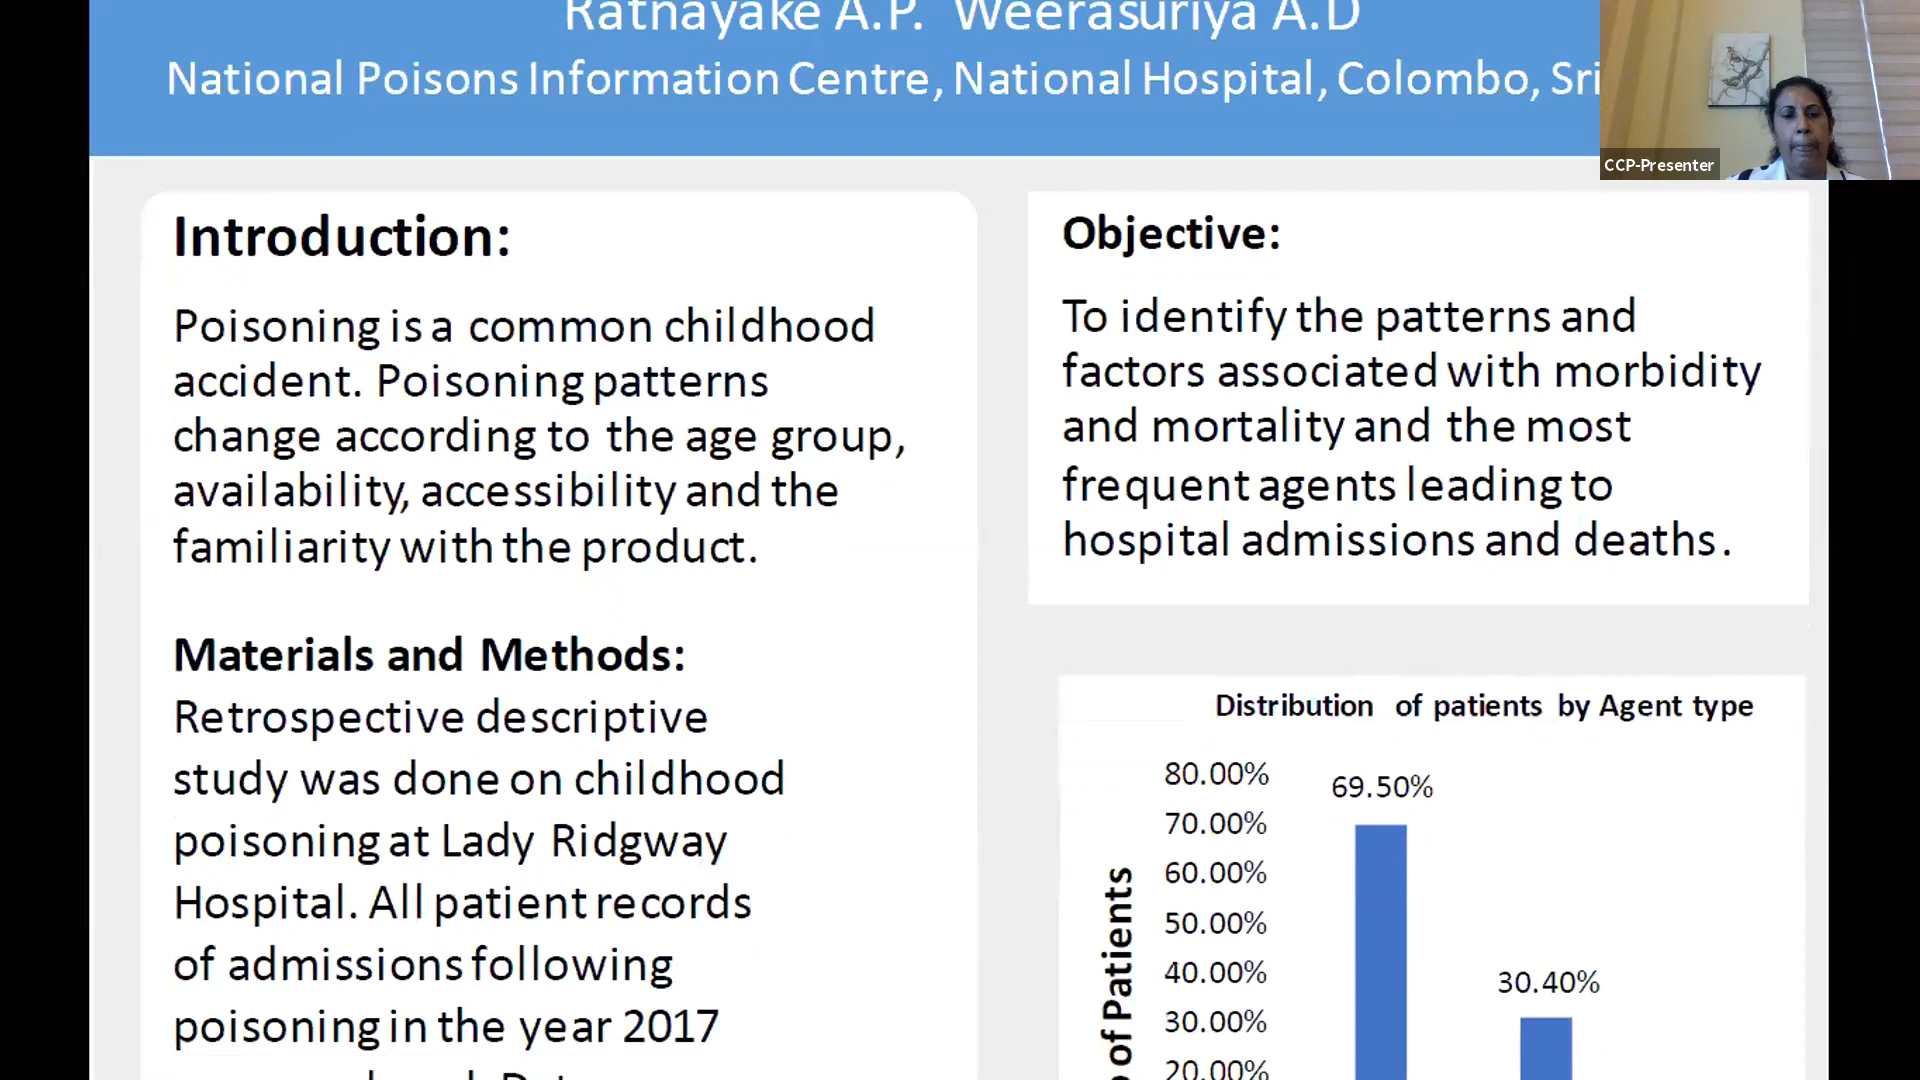 Ratnayake A.P. Weerasuriya A.D
National Poisons Information Centre, National Hospital, Colombo, Sri
CCP-Presenter
Introduction:
Poisoning is a common childhood
accident. Poisoning patterns
change according to the age group,
availability, accessibility and the
familiarity with the product.
Materials and Methods:
Retrospective descriptive
study was done on childhood
poisoning at Lady Ridgway
Hospital. All patient records
of admissions following
poisoning in the year 2017
Objective:
To identify the patterns and
factors associated with morbidity
and mortality and the most
frequent agents leading to
hospital admissions and deaths.
Distribution of patients by Agent type
80.00%
69.50%
70.00%
60.00%
50.00%
40.00%
30.40%
30.00%
20.00%
of Patients